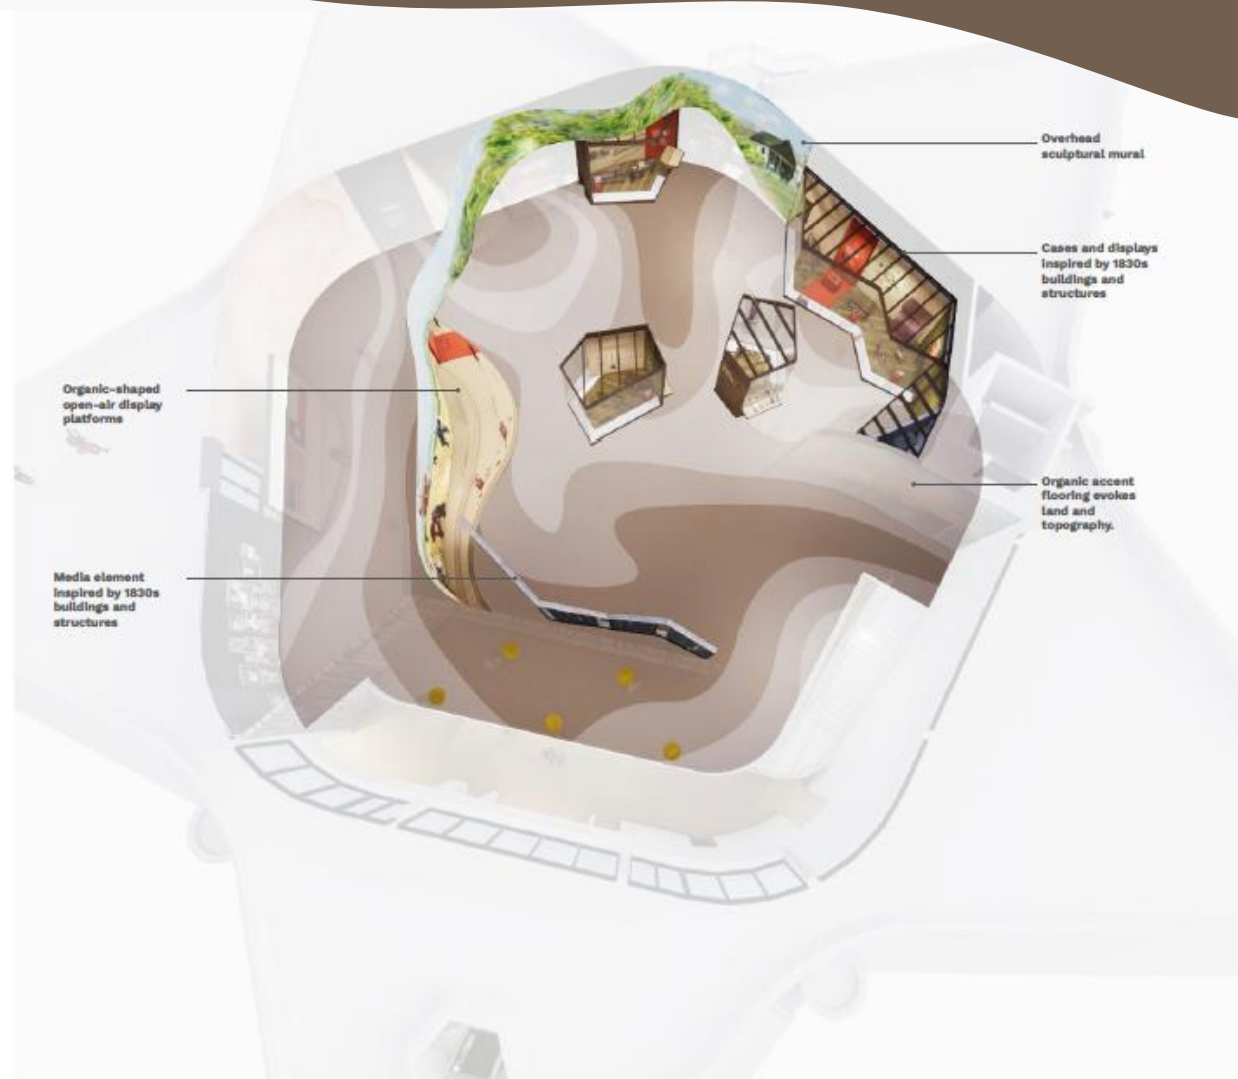 Overhead
sculptural mural
Cases and displays
inspired by 1830s
buildings and
structures
Organic-shaped
open-air display
platforms
Organic accent
flooring evokes
land and
topography.
Media element
inspired by 1830s
buildings and
structures